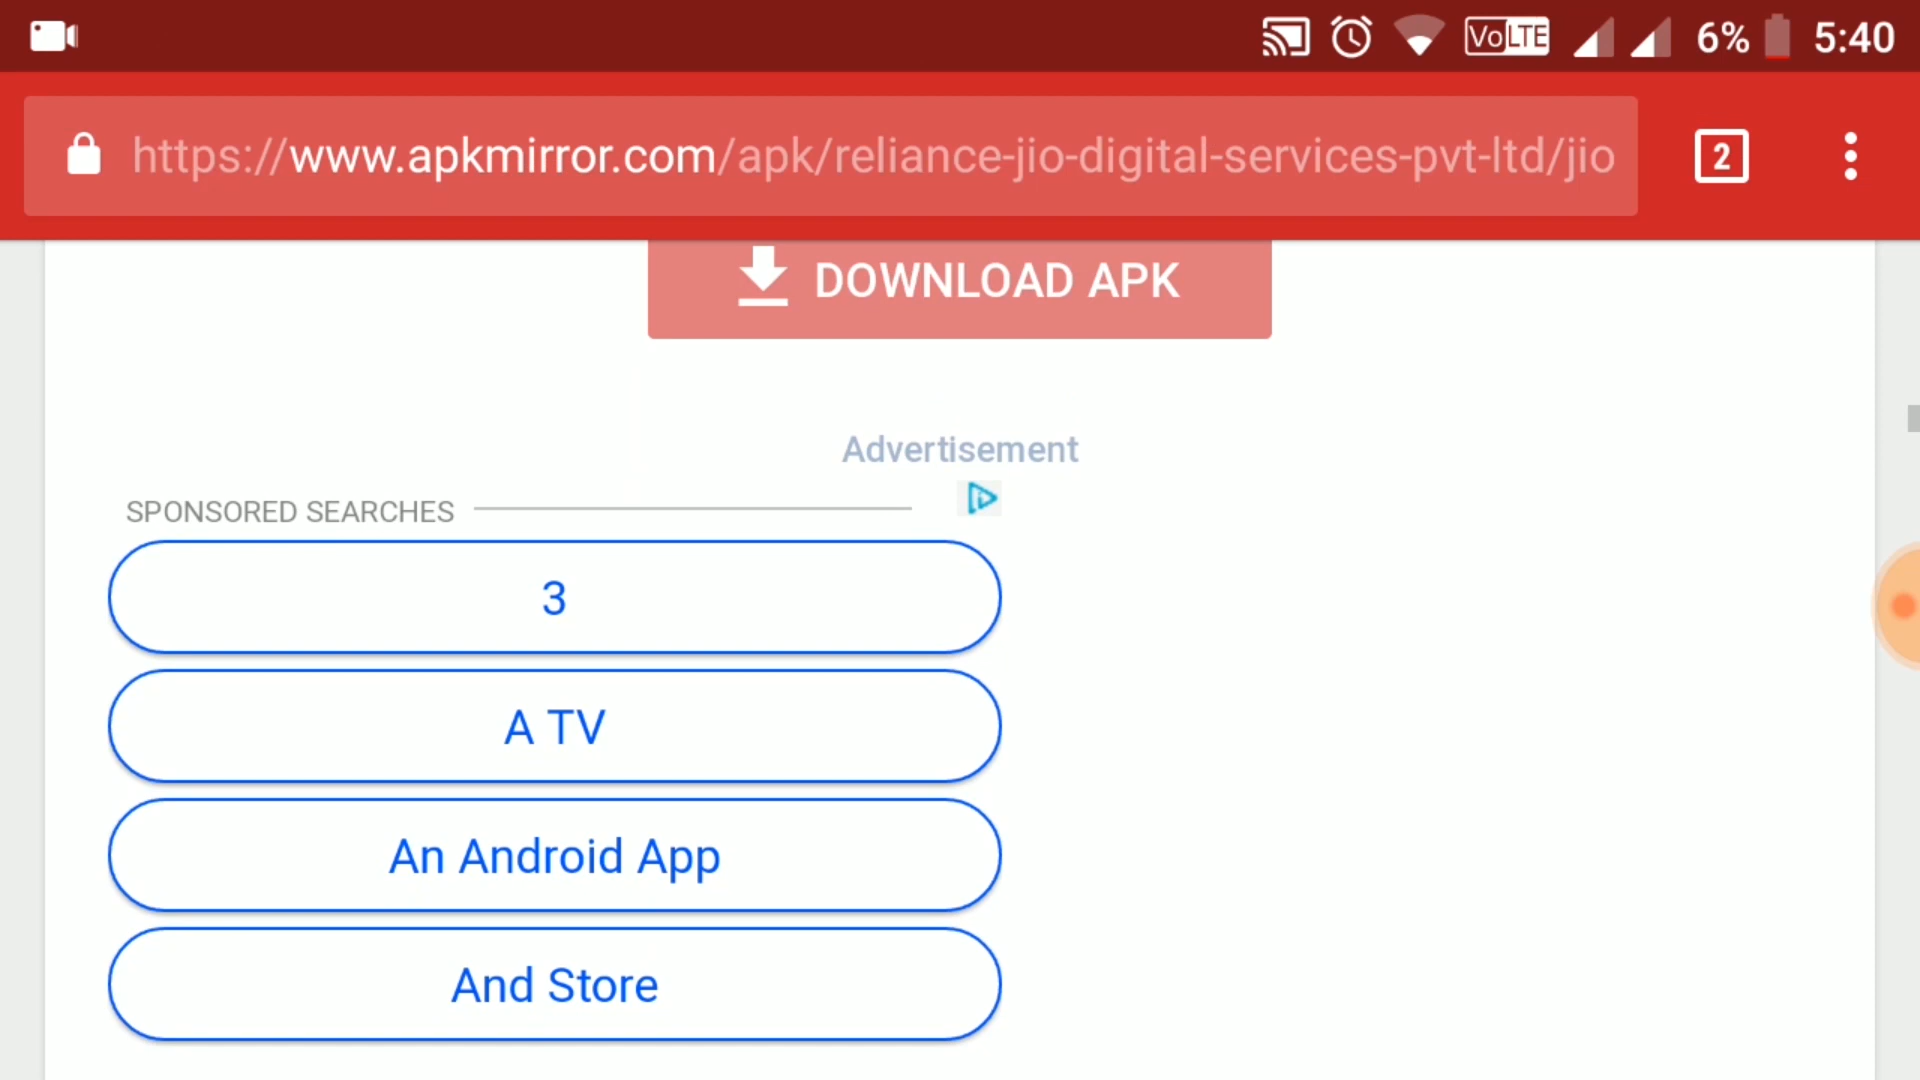 VoLTE 6% 5:40
https://www.apkmirror.com/apk/reliance-jio-digital-services-pvt-ltd/jio 2
DOWNLOAD APK
Advertisement
SPONSORED SEARCHES
3
A TV
An Android App
And Store